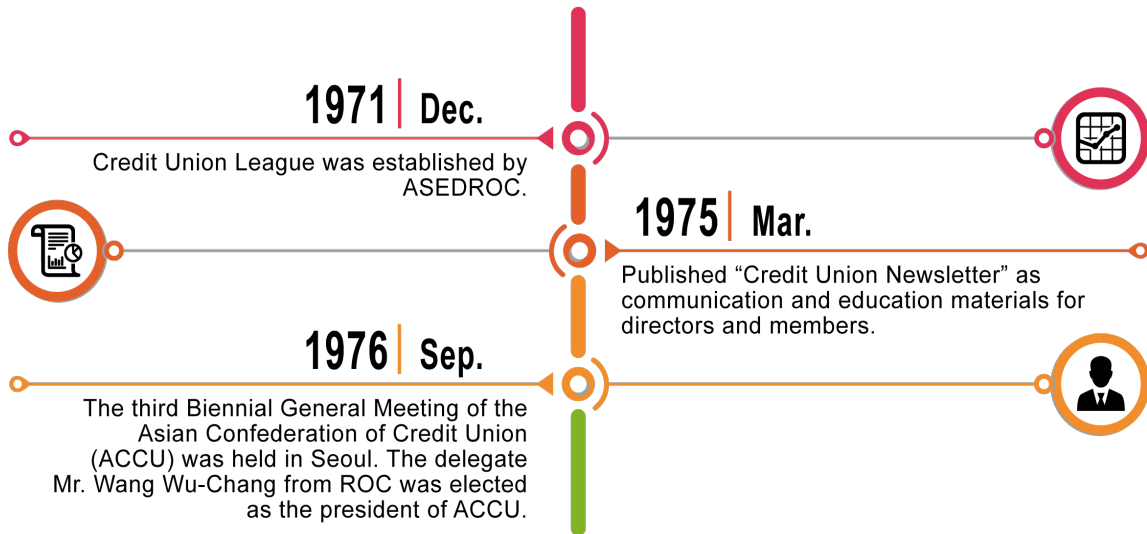 1971 | Dec.
Credit Union League was established by
ASEDROC.
1975 | Mar.
Published “Credit Union Newsletter” as
communication and education materials for
directors and members.
1976 | Sep.
The third Biennial General Meeting of the
Asian Confederation of Credit Union
(ACCU) was held in Seoul. The delegate
Mr. Wang Wu-Chang from ROC was elected
as the president of ACCU.